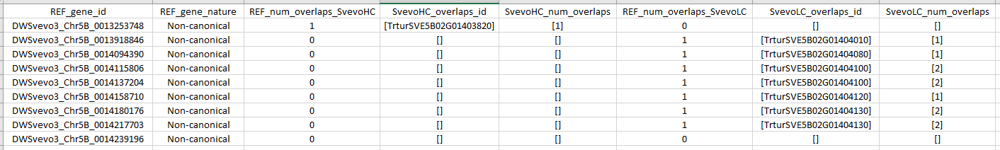 REF_gene_id REF_gene_nature REF_num_overlaps_SvevoHC SvevoHC_overlaps_id SvevoHC_num_overlaps REF_num_overlaps_SvevoLC SvevoLC_overlaps_id SvevoLC_num_overlaps
DWSvevo3_Chr5B_0013253748 Non-canonical 1 [TrturSVE5B02G01403820] [1] 0 [] []
DWSvevo3_Chr5B_0013918846 Non-canonical 0 [] [] 1 [TrturSVE5B02G01404010] [1]
DWSvevo3_Chr5B_0014094390 Non-canonical 0 [] [] 1 [TrturSVE5B02G01404080] [1]
DWSvevo3_Chr5B_0014115806 Non-canonical 0 [] [] 1 [TrturSVE5B02G01404100] [2]
DWSvevo3_Chr5B_0014137204 Non-canonical 0 [] [] 1 [TrturSVE5B02G01404100] [2]
DWSvevo3_Chr5B_0014158710 Non-canonical 0 [] [] 1 [TrturSVE5B02G01404120] [1]
DWSvevo3_Chr5B_0014180176 Non-canonical 0 [] [] 1 [TrturSVE5B02G01404130] [2]
DWSvevo3_Chr5B_0014217703 Non-canonical 0 [] [] 1 [TrturSVE5B02G01404130] [2]
DWSvevo3_Chr5B_0014239196 Non-canonical 0 [] [] 0 [] []